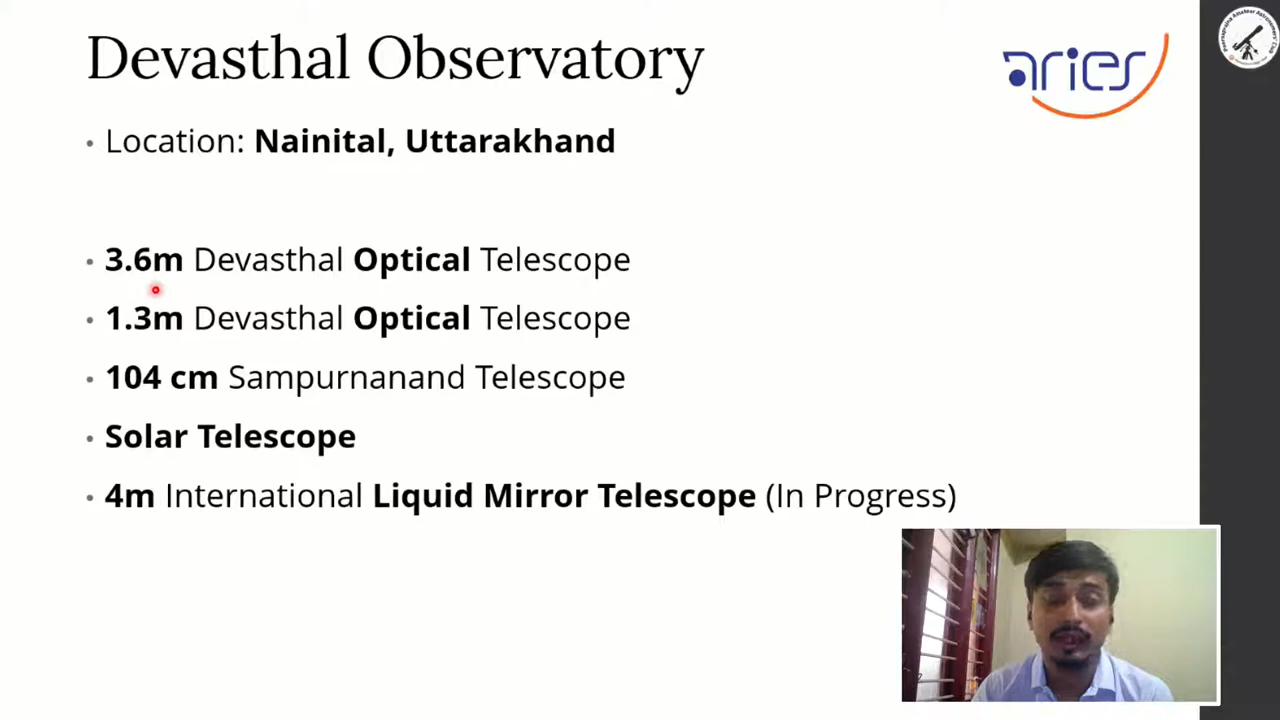 Devasthal Observatory
aries
• Location: Nainital, Uttarakhand
• 3.6m Devasthal Optical Telescope
• 1.3m Devasthal Optical Telescope
• 104 cm Sampurnanand Telescope
• Solar Telescope
• 4m International Liquid Mirror Telescope (In Progress)